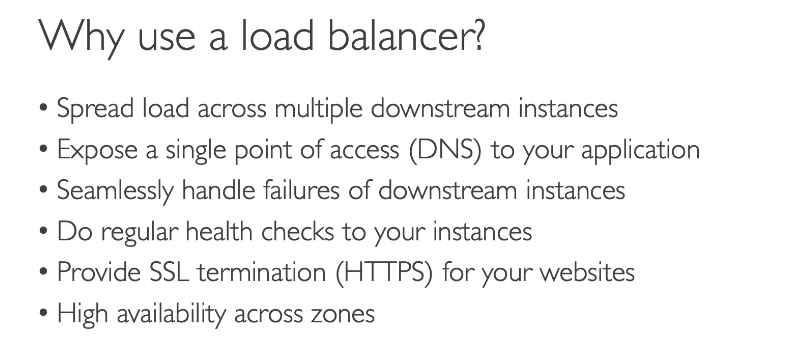 Why use a load balancer?
• Spread load across multiple downstream instances
• Expose a single point of access (DNS) to your application
• Seamlessly handle failures of downstream instances
• Do regular health checks to your instances
• Provide SSL termination (HTTPS) for your websites
• High availability across zones